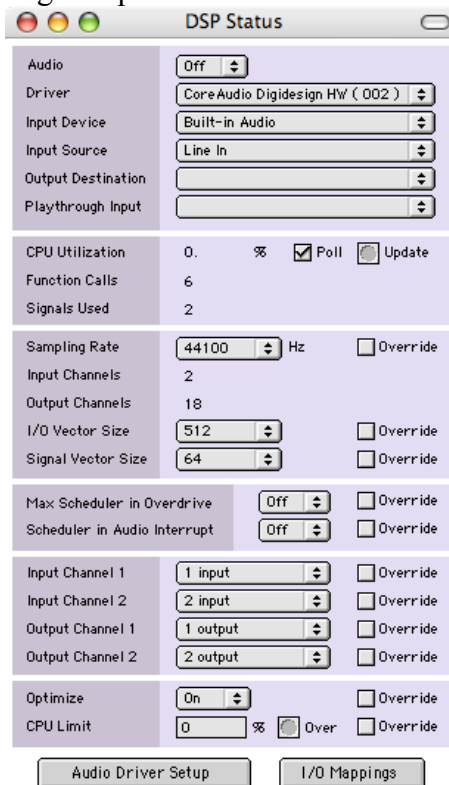 DSP Status
Audio Off
Driver CoreAudio Digidesign HW ( 002 )
Input Device Built-in Audio
Input Source Line In
Output Destination
Playthrough Input
CPU Utilization 0. % Poll Update
Function Calls 6
Signals Used 2
Sampling Rate 44100 Hz Override
Input Channels 2
Output Channels 18
I/O Vector Size 512 Override
Signal Vector Size 64 Override
Max Scheduler in Overdrive Off Override
Scheduler in Audio Interrupt Off Override
Input Channel 1 1 input Override
Input Channel 2 2 input Override
Output Channel 1 1 output Override
Output Channel 2 2 output Override
Optimize On Override
CPU Limit 0 % Over Override
Audio Driver Setup I/O Mappings